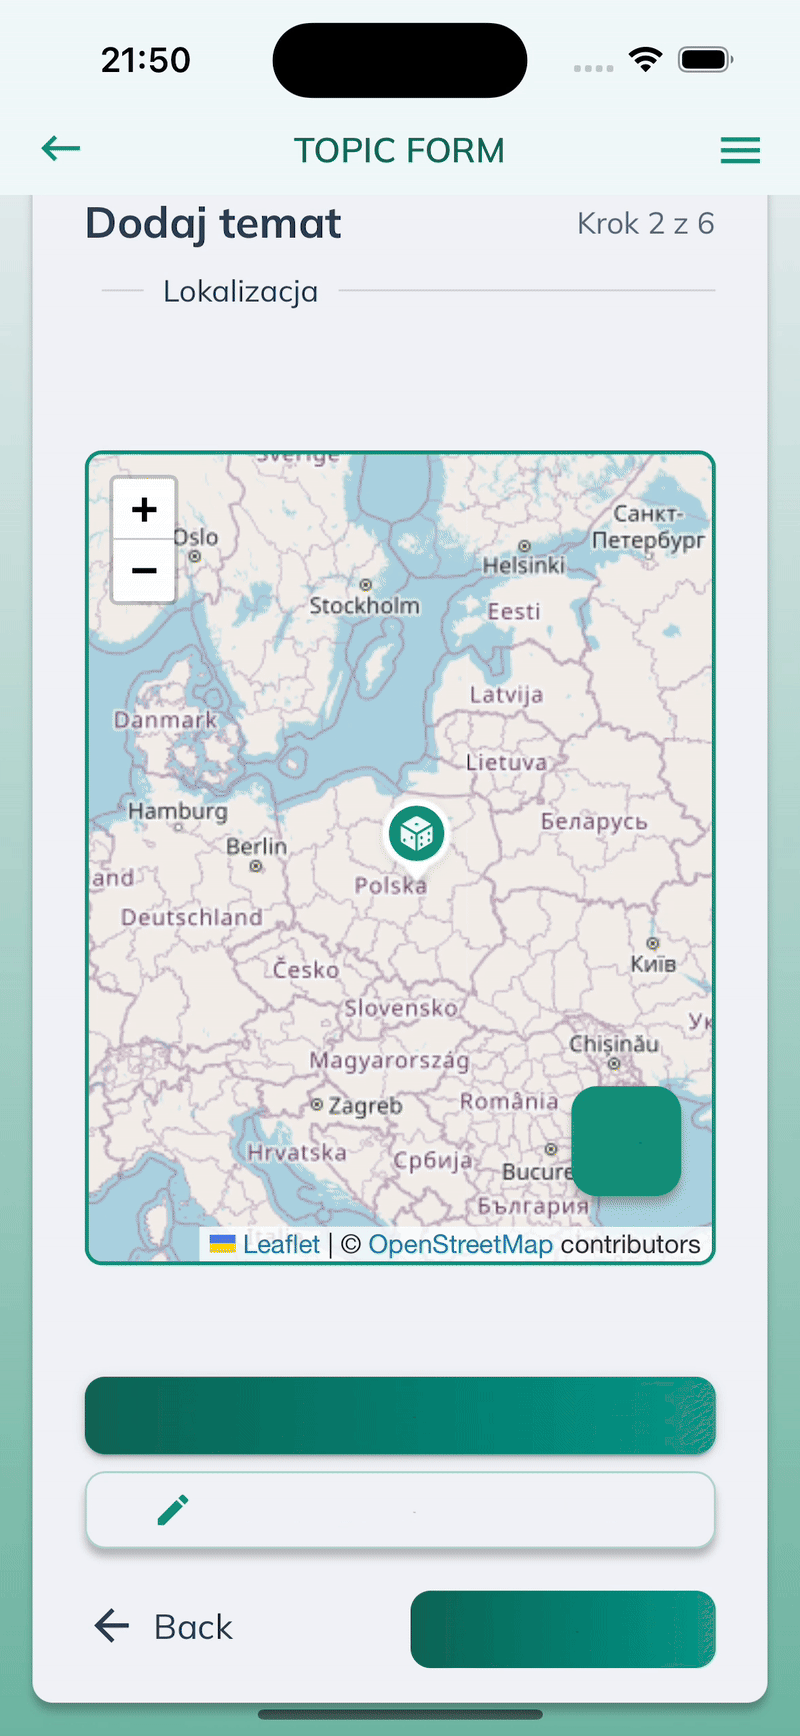 21:50
TOPIC FORM
Dodaj temat
Krok 2 z 6
Lokalizacja
Sverige
+
−
Oslo
Санкт-
Петербург
Helsinki
Stockholm
Eesti
Latvija
Danmark
Lietuva
Hamburg
Беларусь
Berlin
and
Polska
Deutschland
Київ
Česko
Slovensko
Ук
Chișinău
Magyarország
Zagreb
România
Hrvatska
Србија
Bucure
България
Leaflet | © OpenStreetMap contributors
Back